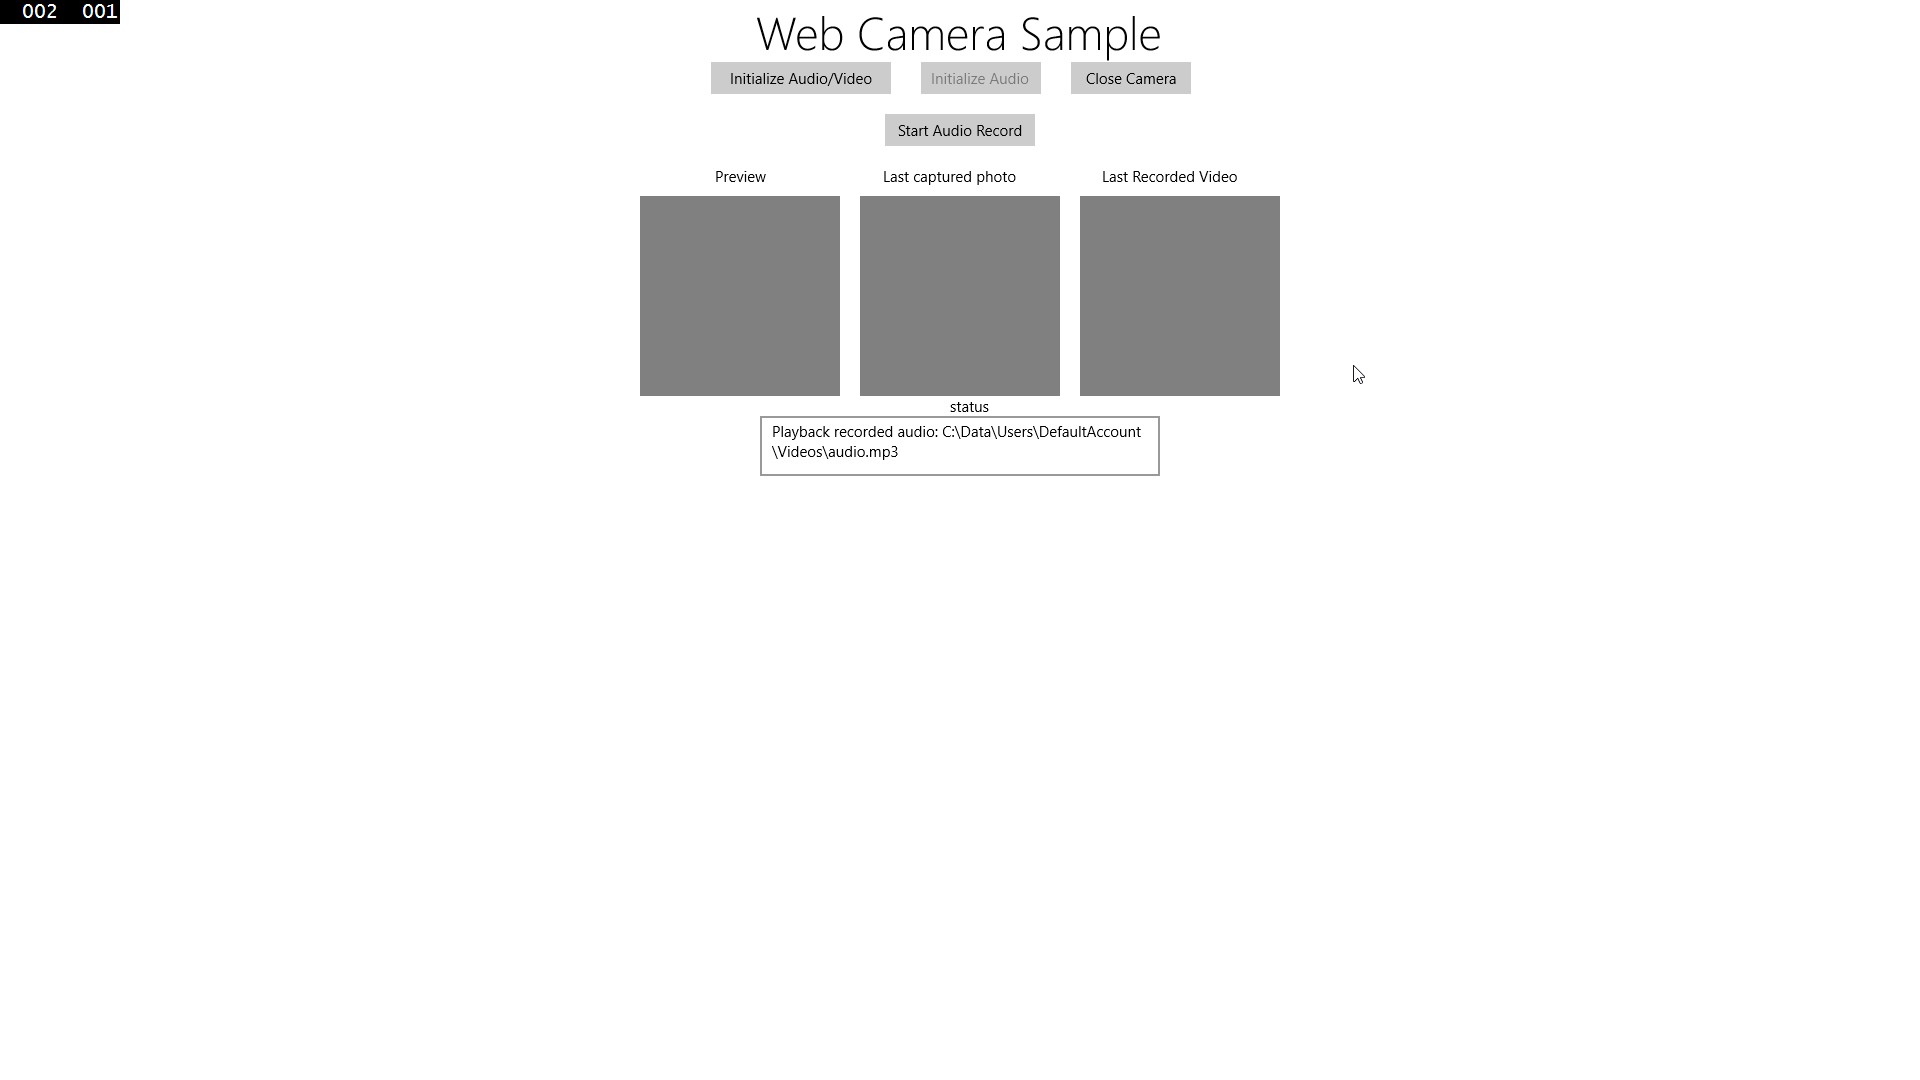 002 001
Web Camera Sample
Initialize Audio/Video Initialize Audio Close Camera
Start Audio Record
Preview Last captured photo Last Recorded Video
status
Playback recorded audio: C:\Data\Users\DefaultAccount
\Videos\audio.mp3